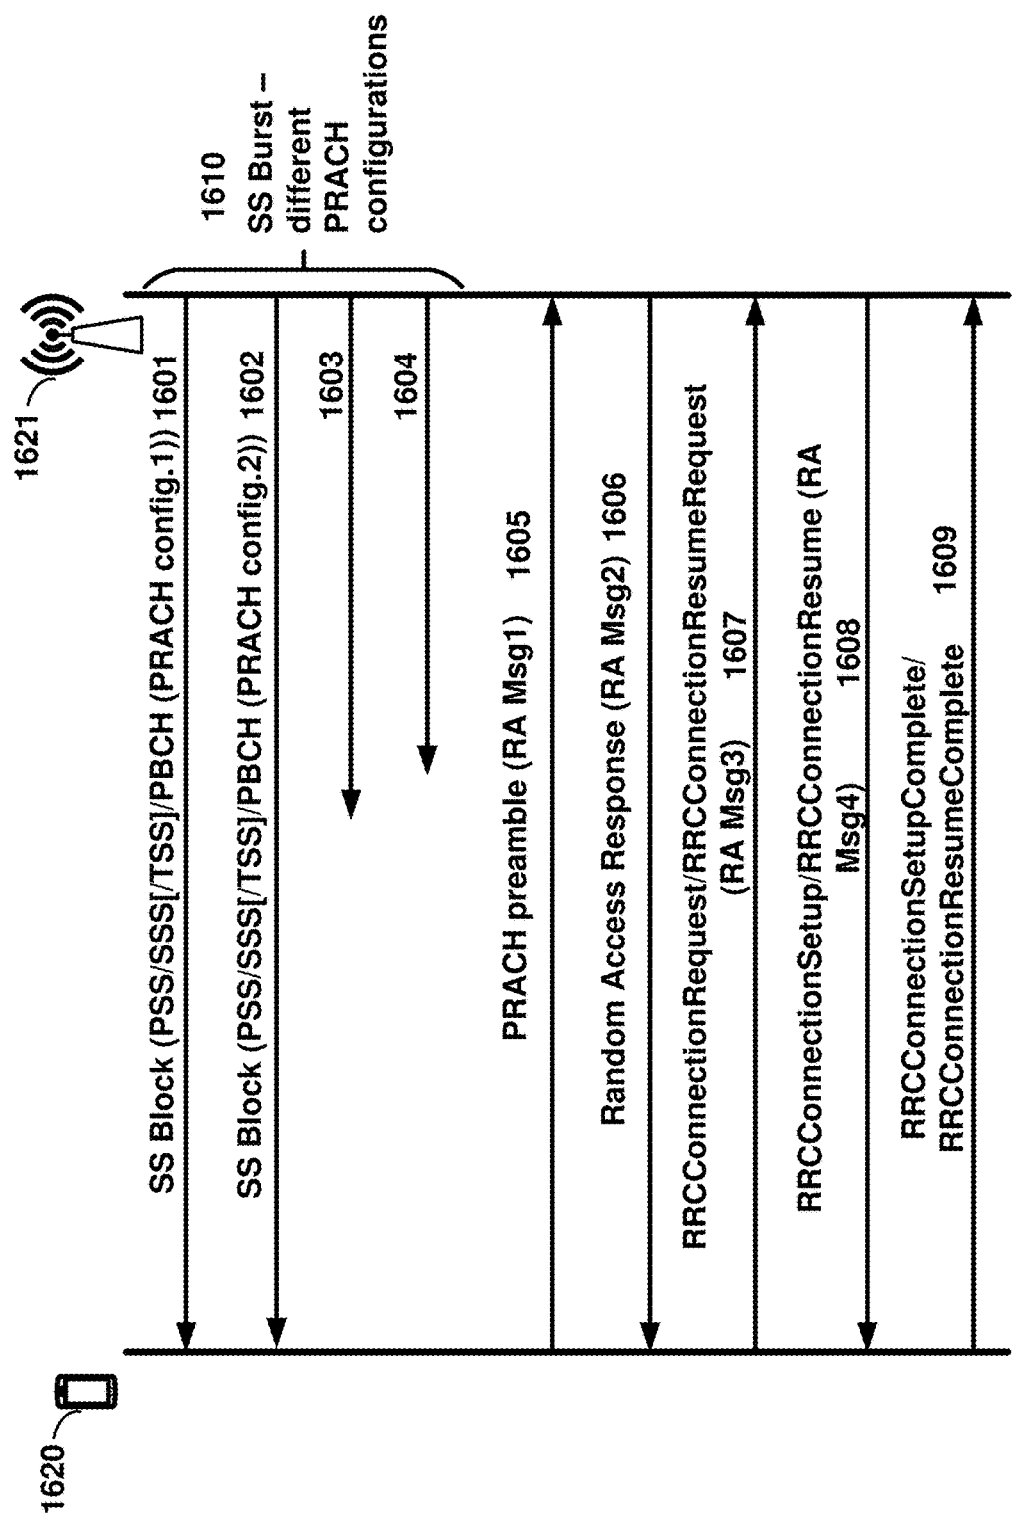 1620
1621
SS Block (PSS/SSS[/TSS]/PBCH (PRACH config.1)) 1601
SS Block (PSS/SSS[/TSS]/PBCH (PRACH config.2)) 1602
1603
1604
1610
SS Burst –
different
PRACH
configurations
PRACH preamble (RA Msg1) 1605
Random Access Response (RA Msg2) 1606
RRCConnectionRequest/RRCConnectionResumeRequest
(RA Msg3) 1607
RRCConnectionSetup/RRCConnectionResume (RA
Msg4) 1608
RRCConnectionSetupComplete/
RRCConnectionResumeComplete 1609